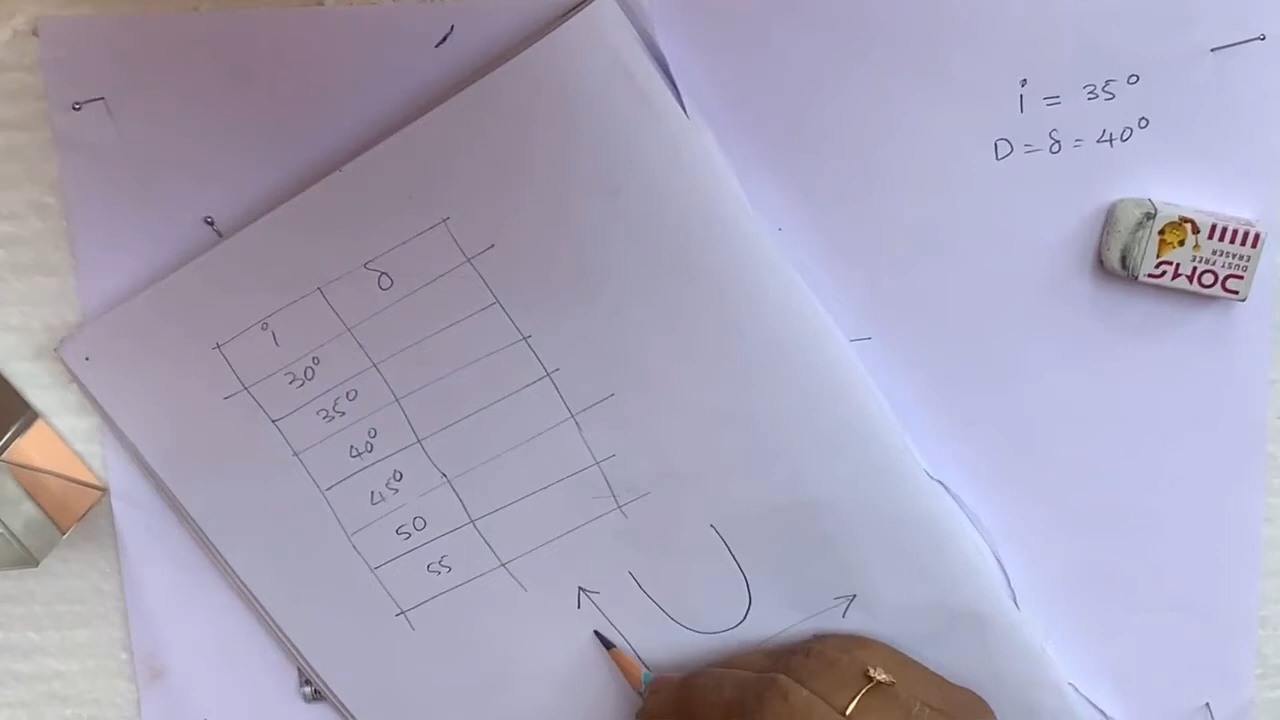 i = 35°
D = δ = 40°
i δ
30°
35°
40°
45°
50
55
DOMS
DUST FREE
ERASER